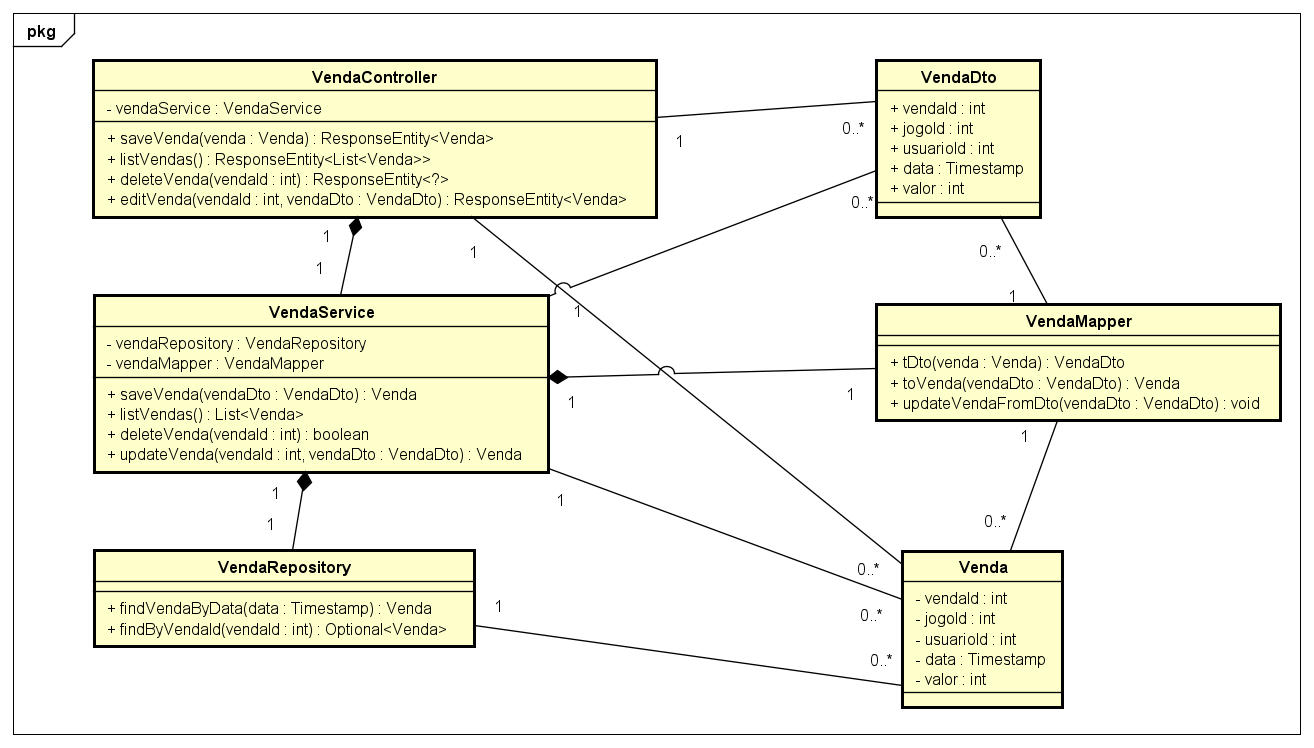 pkg
VendaController
- vendaService : VendaService
+ saveVenda(venda : Venda) : ResponseEntity<Venda>
+ listVendas() : ResponseEntity<List<Venda>>
+ deleteVenda(vendaId : int) : ResponseEntity<?>
+ editVenda(vendaId : int, vendaDto : VendaDto) : ResponseEntity<Venda>
VendaDto
+ vendaId : int
+ jogoId : int
+ usuarioId : int
+ data : Timestamp
+ valor : int
1
0..*
0..*
1
1
1
0..*
1
1
VendaService
- vendaRepository : VendaRepository
- vendaMapper : VendaMapper
+ saveVenda(vendaDto : VendaDto) : Venda
+ listVendas() : List<Venda>
+ deleteVenda(vendaId : int) : boolean
+ updateVenda(vendaId : int, vendaDto : VendaDto) : Venda
VendaMapper
+ tDto(venda : Venda) : VendaDto
+ toVenda(vendaDto : VendaDto) : Venda
+ updateVendaFromDto(vendaDto : VendaDto) : void
1
1
1
1
1
1
0..*
0..*
VendaRepository
+ findVendaByData(data : Timestamp) : Venda
+ findByVendaId(vendaId : int) : Optional<Venda>
1
0..*
0..*
Venda
- vendaId : int
- jogoId : int
- usuarioId : int
- data : Timestamp
- valor : int